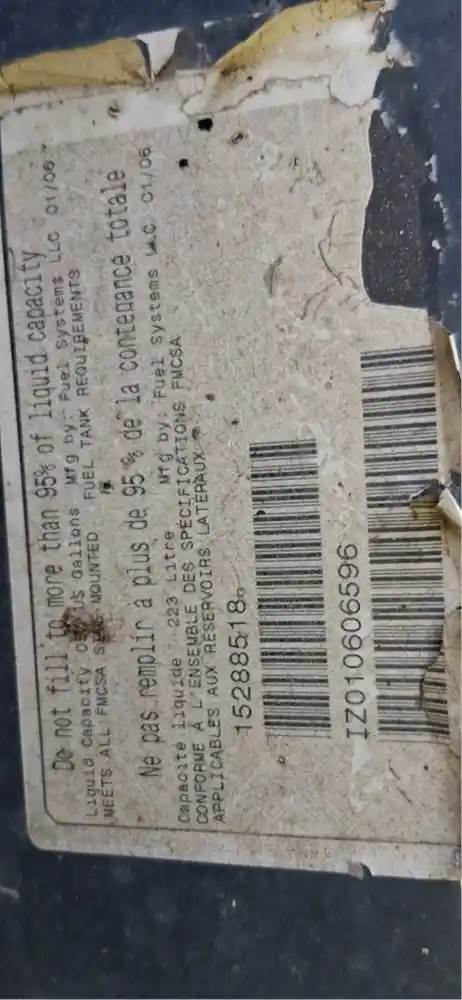 Do not fill to more than 95% of liquid capacity
Liquid Capacity US Gallons Mfg by: Fuel Systems LLC 01/06
MEETS ALL FMCSA SIDE MOUNTED FUEL TANK REQUIREMENTS
Ne pas remplir à plus de 95 % de la contenance totale
Capacité liquide 223 Litre Mfg by: Fuel Systems LLC 01/06
CONFORME À L'ENSEMBLE DES SPÉCIFICATIONS FMCSA
APPLICABLES AUX RÉSERVOIRS LATÉRAUX
15288518
IZ010606596